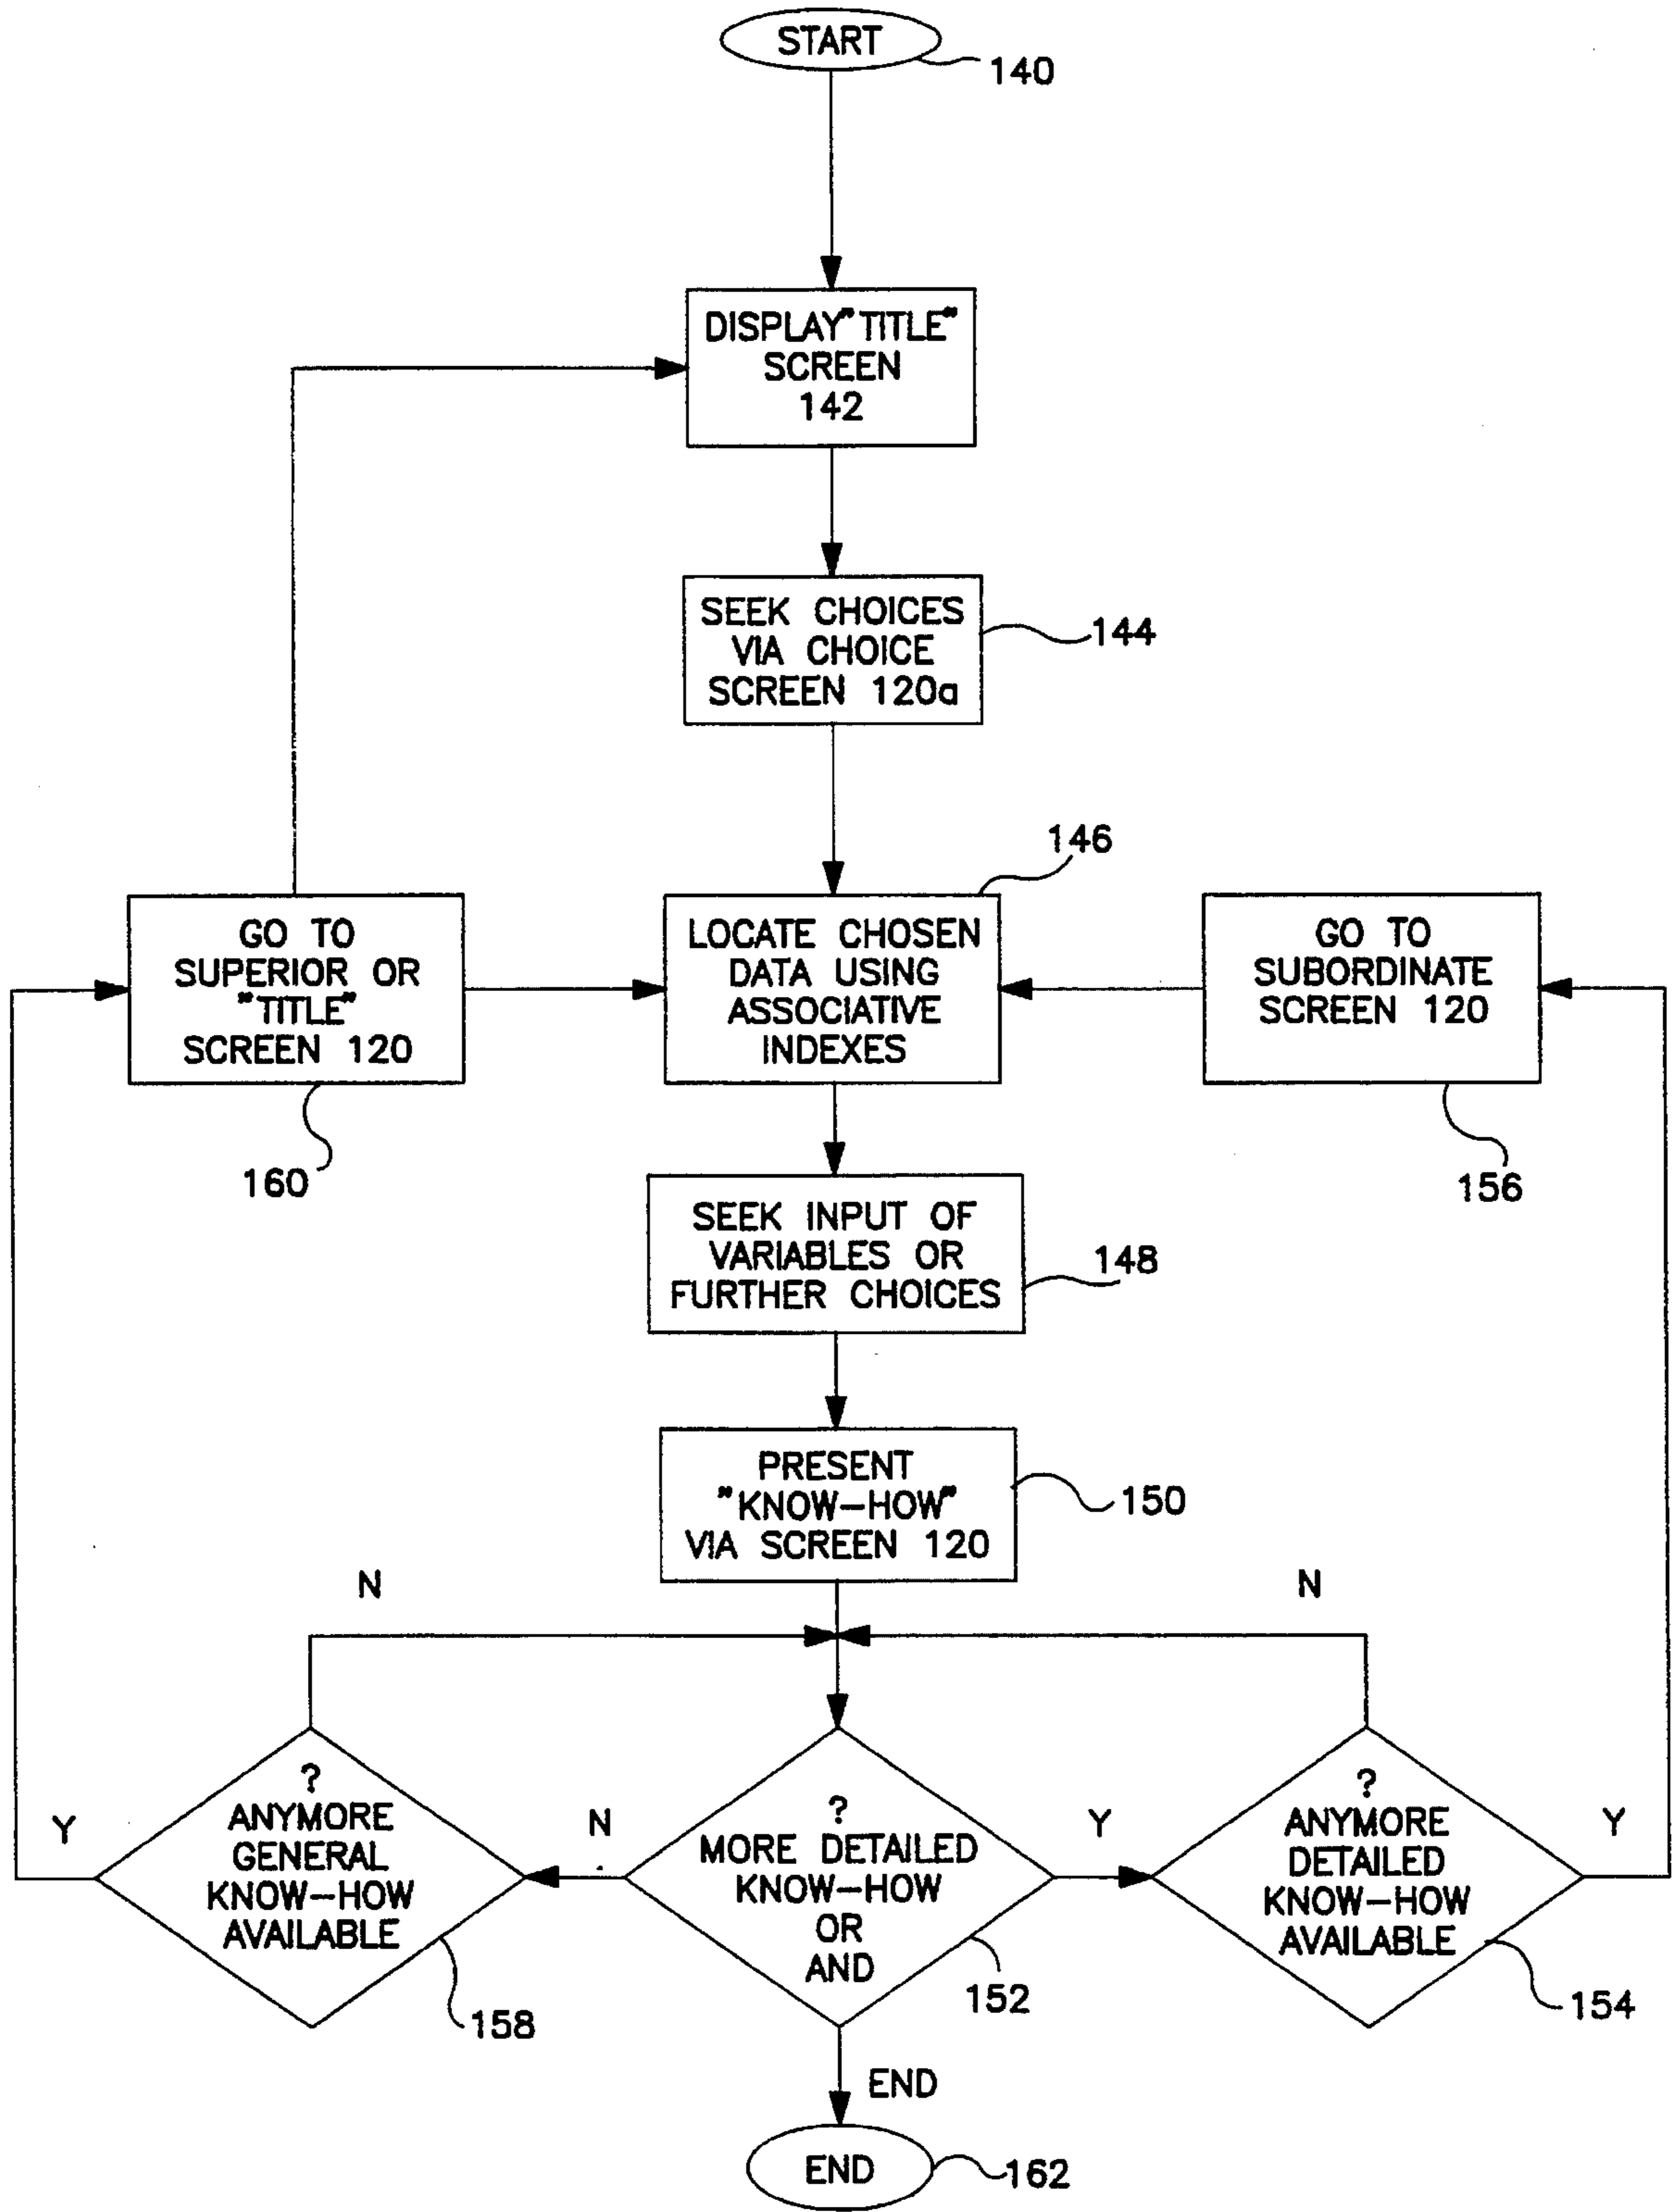 START
140
DISPLAY"TITLE"
SCREEN
142
SEEK CHOICES
VIA CHOICE
SCREEN 120a
144
146
GO TO
SUPERIOR OR
"TITLE"
SCREEN 120
160
LOCATE CHOSEN
DATA USING
ASSOCIATIVE
INDEXES
GO TO
SUBORDINATE
SCREEN 120
156
SEEK INPUT OF
VARIABLES OR
FURTHER CHOICES
148
PRESENT
"KNOW-HOW"
VIA SCREEN 120
150
N
N
Y
?
ANYMORE
GENERAL
KNOW-HOW
AVAILABLE
158
N
?
MORE DETAILED
KNOW-HOW
OR
AND
152
Y
?
ANYMORE
DETAILED
KNOW-HOW
AVAILABLE
Y
154
END
END
162